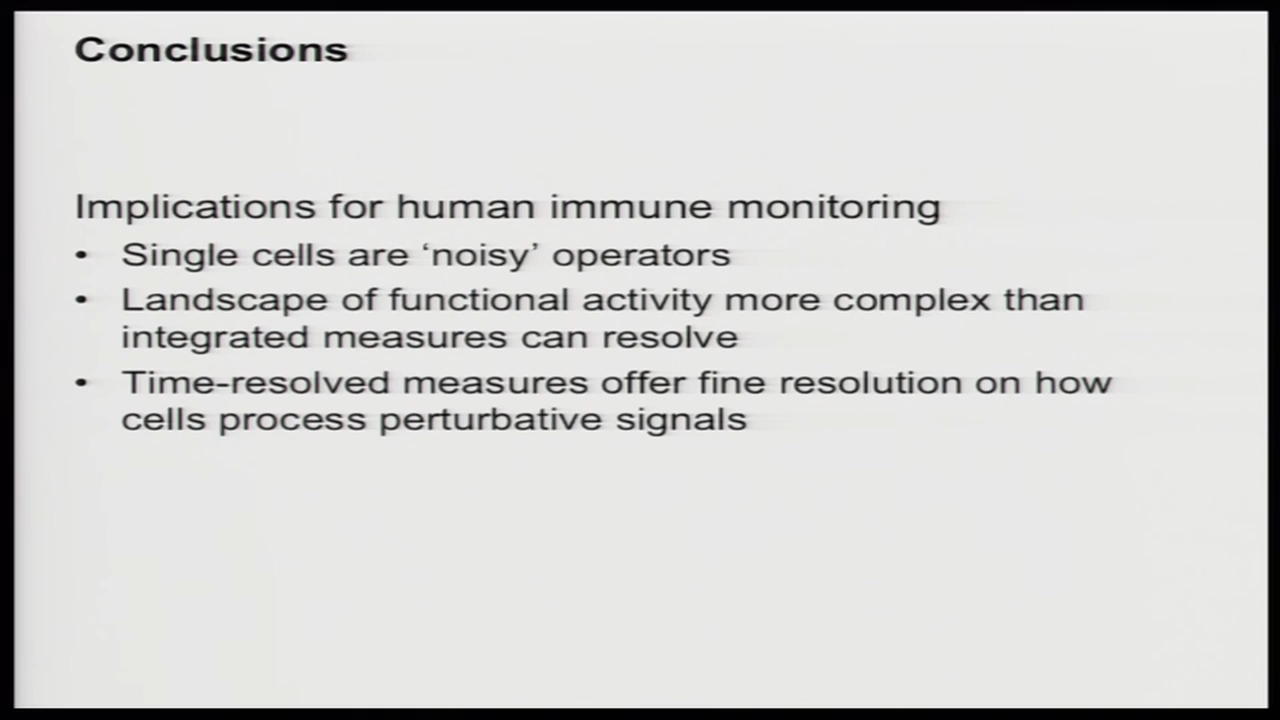 Conclusions
Implications for human immune monitoring
• Single cells are ‘noisy’ operators
• Landscape of functional activity more complex than
integrated measures can resolve
• Time-resolved measures offer fine resolution on how
cells process perturbative signals